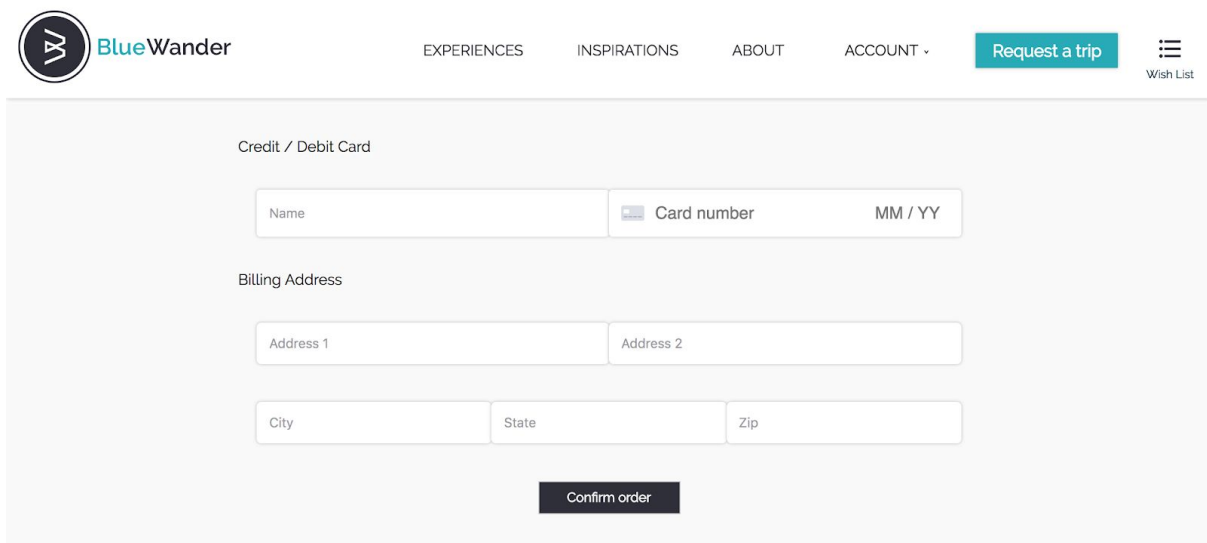 BlueWander
EXPERIENCES INSPIRATIONS ABOUT ACCOUNT Request a trip
Wish List
Credit / Debit Card
Name Card number MM / YY
Billing Address
Address 1 Address 2
City State Zip
Confirm order